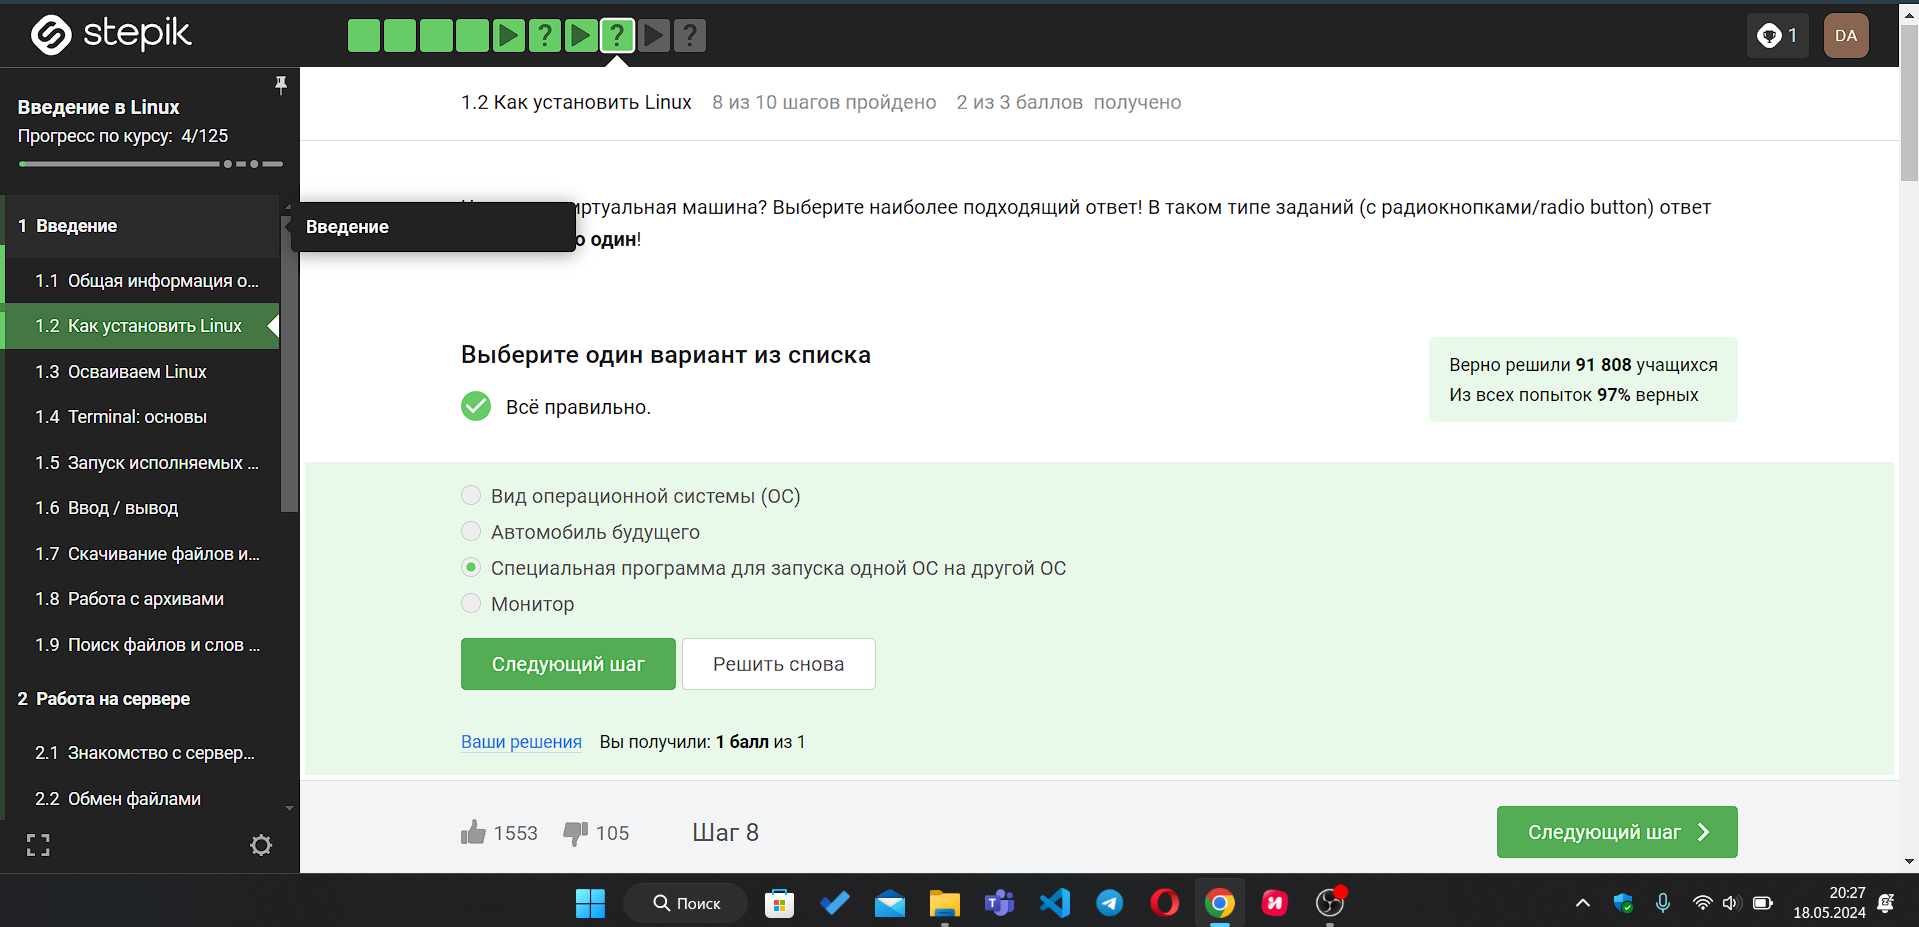 stepik
1
DA
Введение в Linux
Прогресс по курсу: 4/125
1.2 Как установить Linux 8 из 10 шагов пройдено 2 из 3 баллов получено
1 Введение
Введение
1.1 Общая информация о...
1.2 Как установить Linux
1.3 Осваиваем Linux
1.4 Terminal: основы
1.5 Запуск исполняемых ...
1.6 Ввод / вывод
1.7 Скачивание файлов и...
1.8 Работа с архивами
1.9 Поиск файлов и слов ...
2 Работа на сервере
2.1 Знакомство с сервер...
2.2 Обмен файлами
машина? Выберите наиболее подходящий ответ! В таком типе заданий (с радиокнопками/radio button) ответ
один!
Выберите один вариант из списка
Всё правильно.
Верно решили 91 808 учащихся
Из всех попыток 97% верных
Вид операционной системы (ОС)
Автомобиль будущего
Специальная программа для запуска одной ОС на другой ОС
Монитор
Следующий шаг
Решить снова
Ваши решения Вы получили: 1 балл из 1
1553 105 Шаг 8
Следующий шаг
Поиск
20:27
18.05.2024